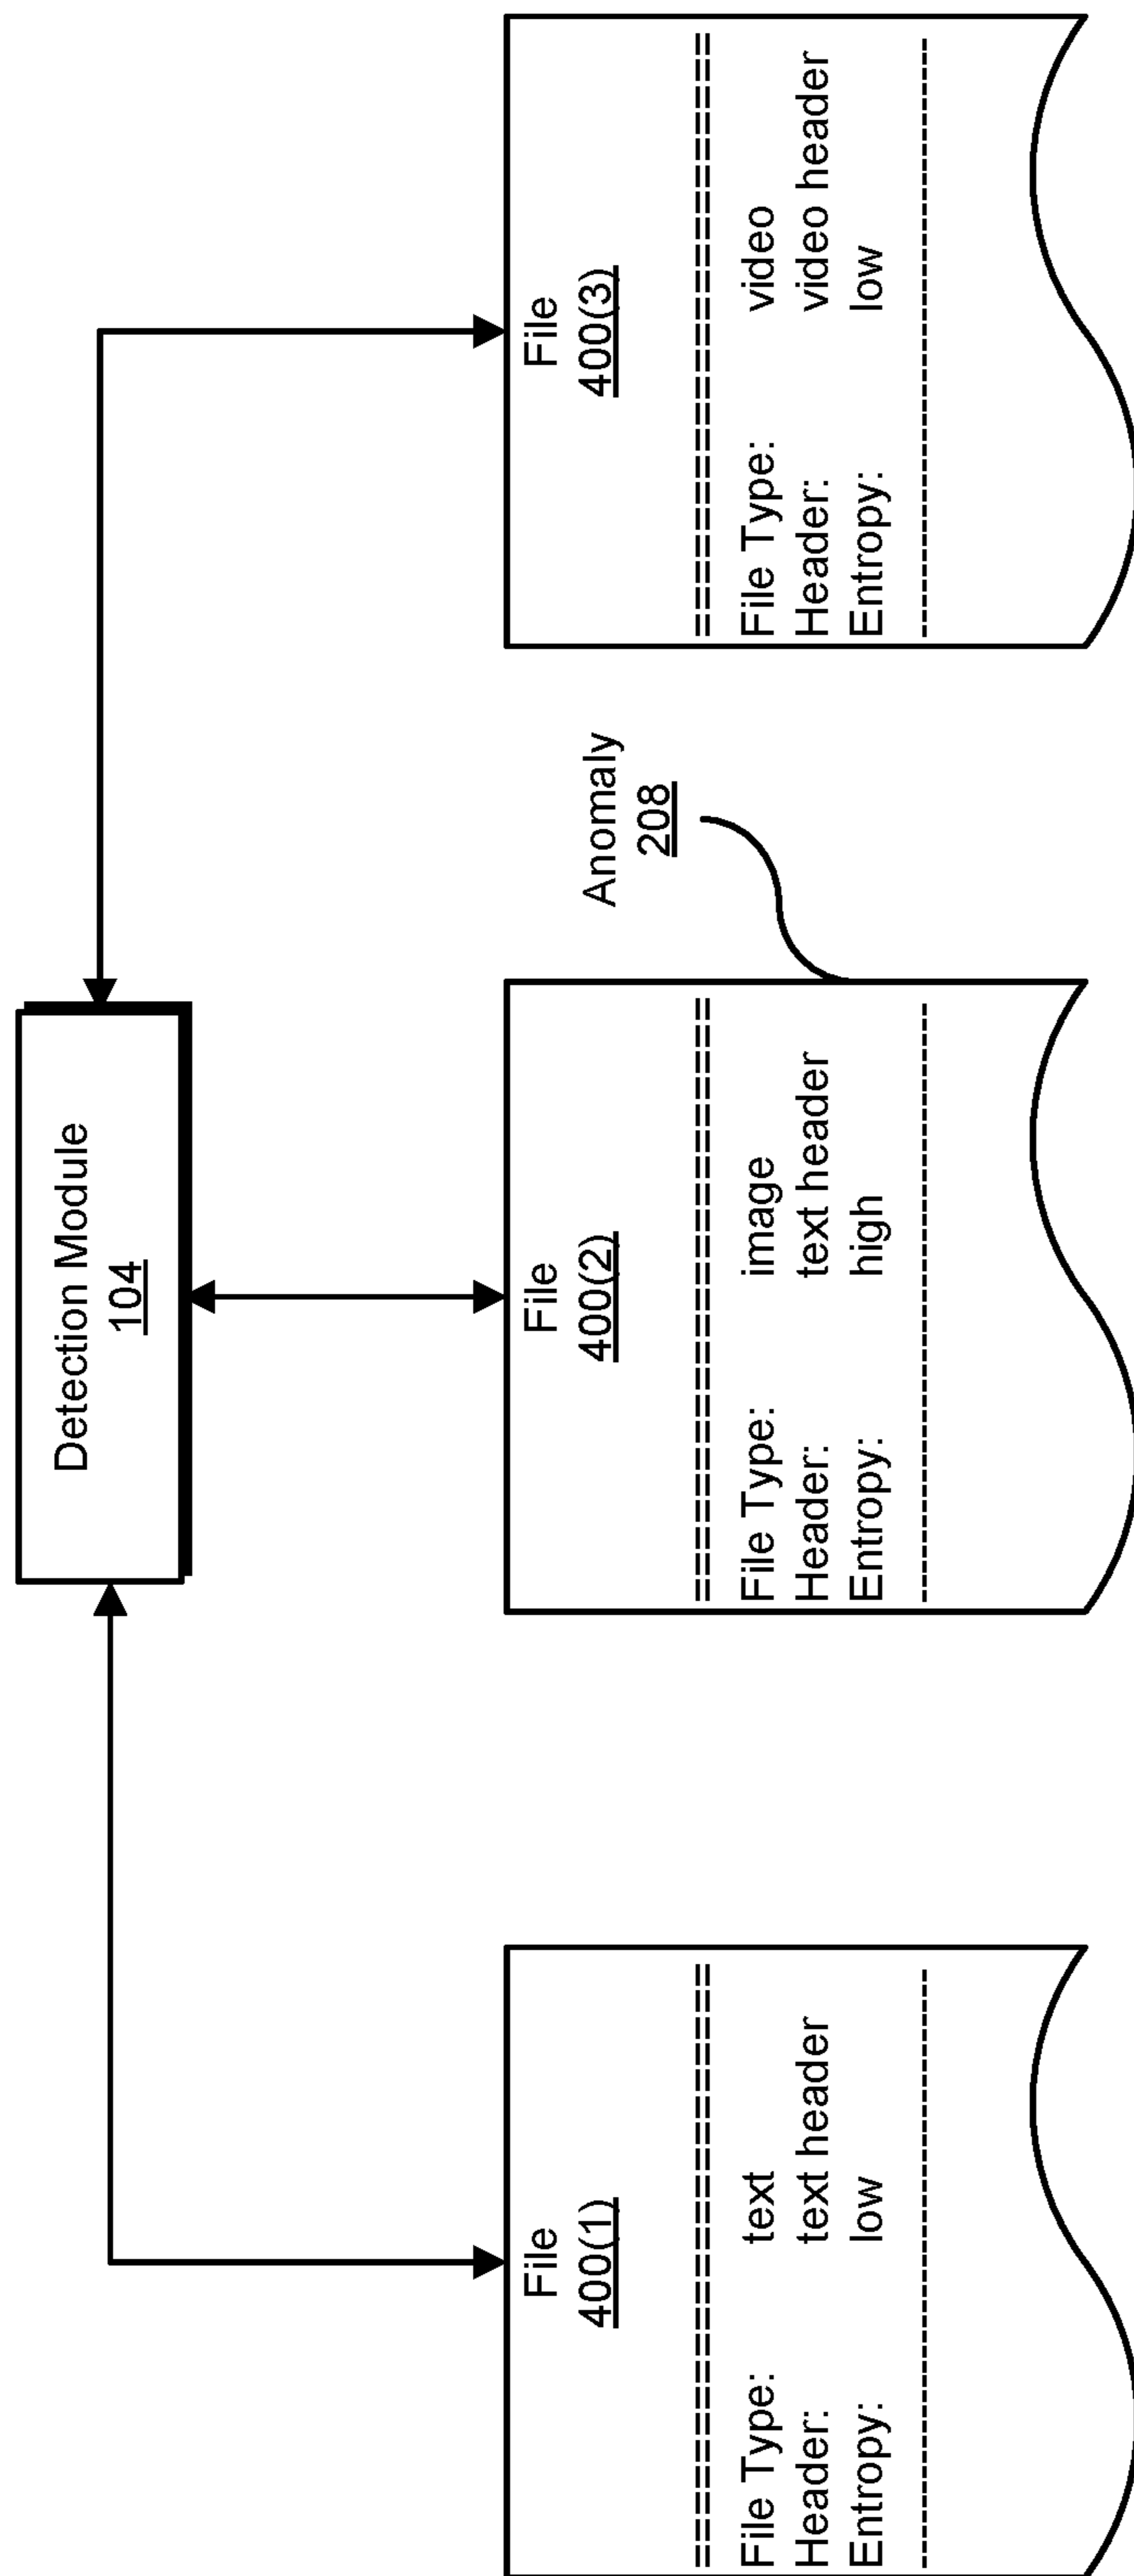 Detection Module
104
File
400(1)
File Type: text
Header: text header
Entropy: low
File
400(2)
File Type: image
Header: text header
Entropy: high
Anomaly
208
File
400(3)
File Type: video
Header: video header
Entropy: low